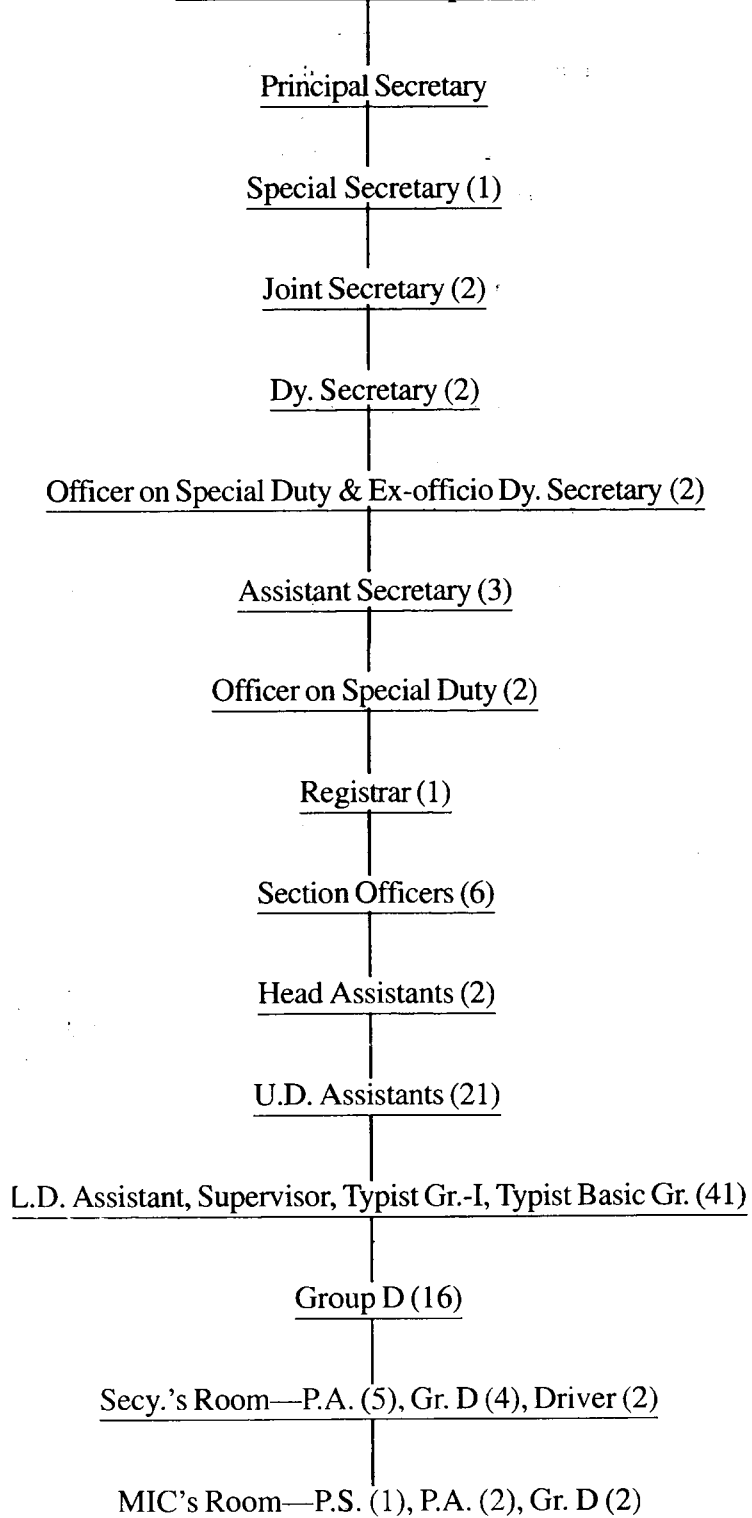 Principal Secretary
Special Secretary (1)
Joint Secretary (2)
Dy. Secretary (2)
Officer on Special Duty & Ex-officio Dy. Secretary (2)
Assistant Secretary (3)
Officer on Special Duty (2)
Registrar (1)
Section Officers (6)
Head Assistants (2)
U.D. Assistants (21)
L.D. Assistant, Supervisor, Typist Gr.-I, Typist Basic Gr. (41)
Group D (16)
Secy.'s Room—P.A. (5), Gr. D (4), Driver (2)
MIC's Room—P.S. (1), P.A. (2), Gr. D (2)